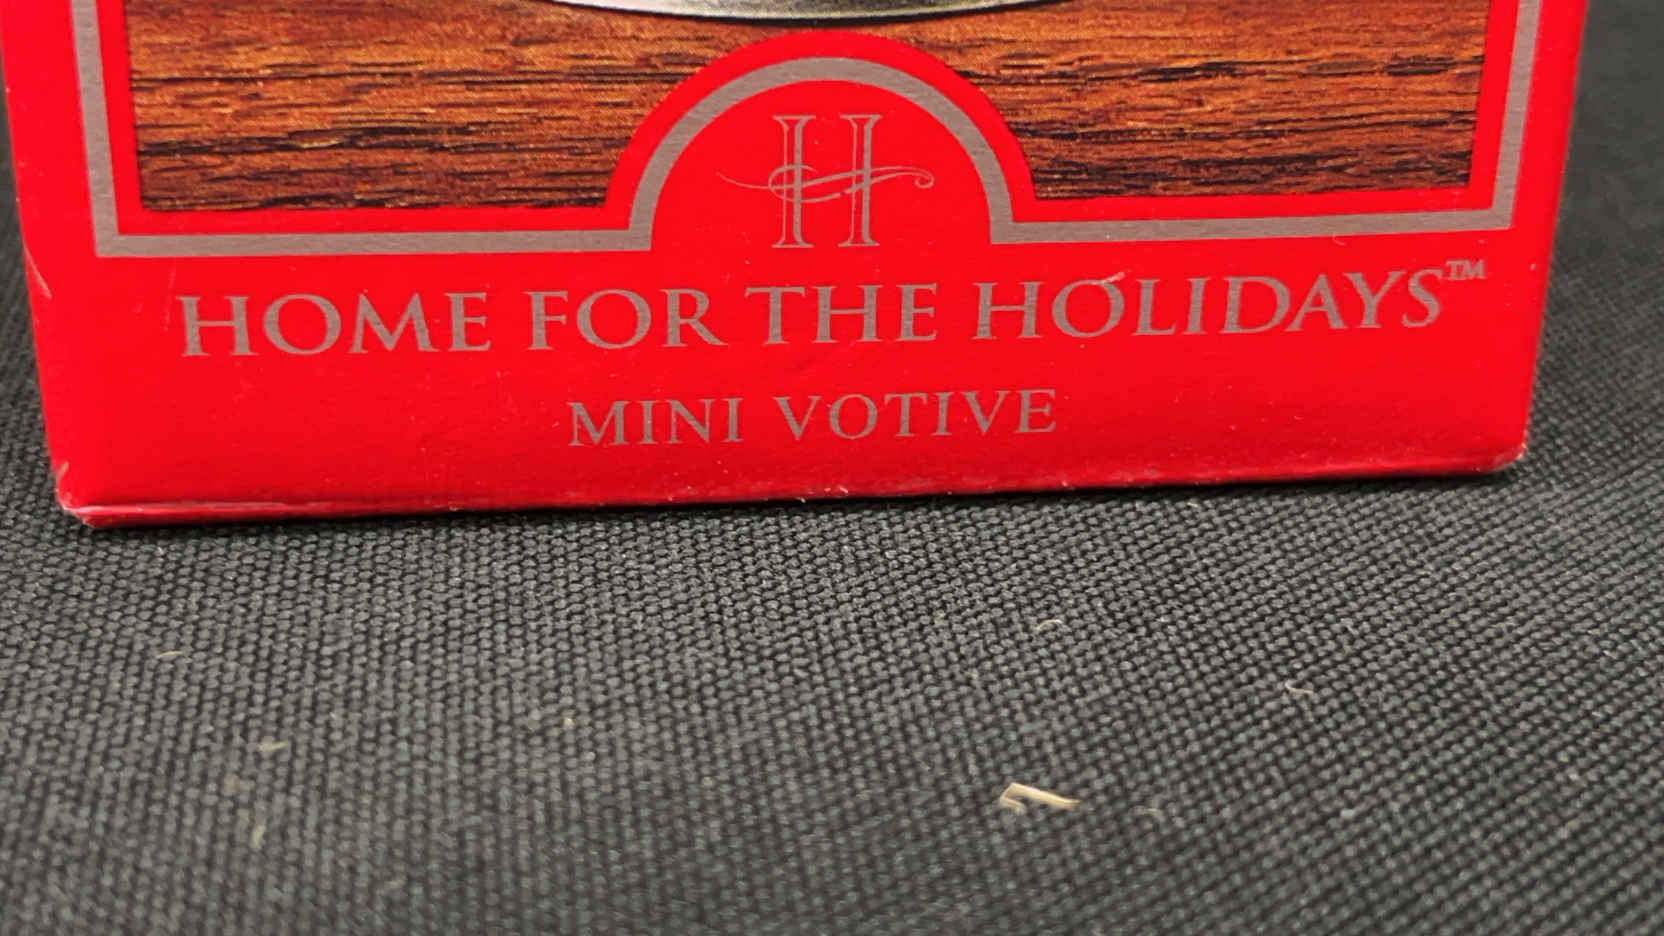 H
HOME FOR THE HOLIDAYS™
MINI VOTIVE